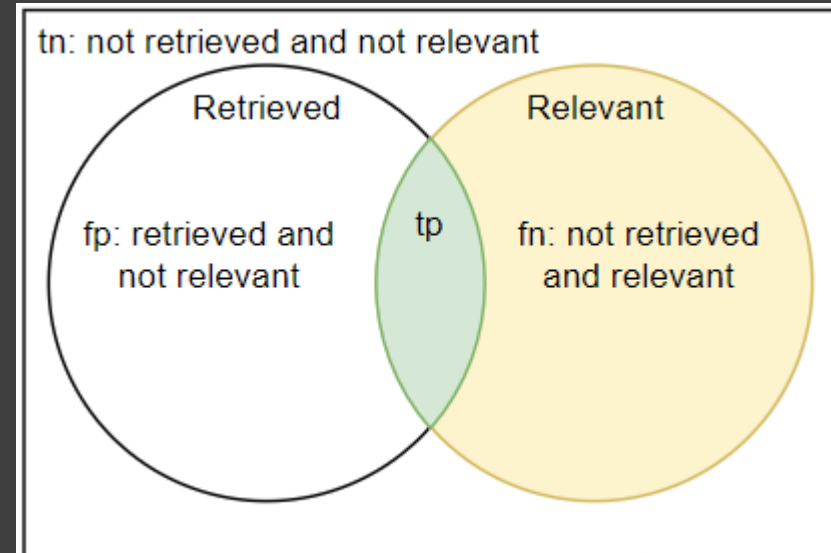 tn: not retrieved and not relevant
Retrieved
Relevant
fp: retrieved and
not relevant
tp
fn: not retrieved
and relevant